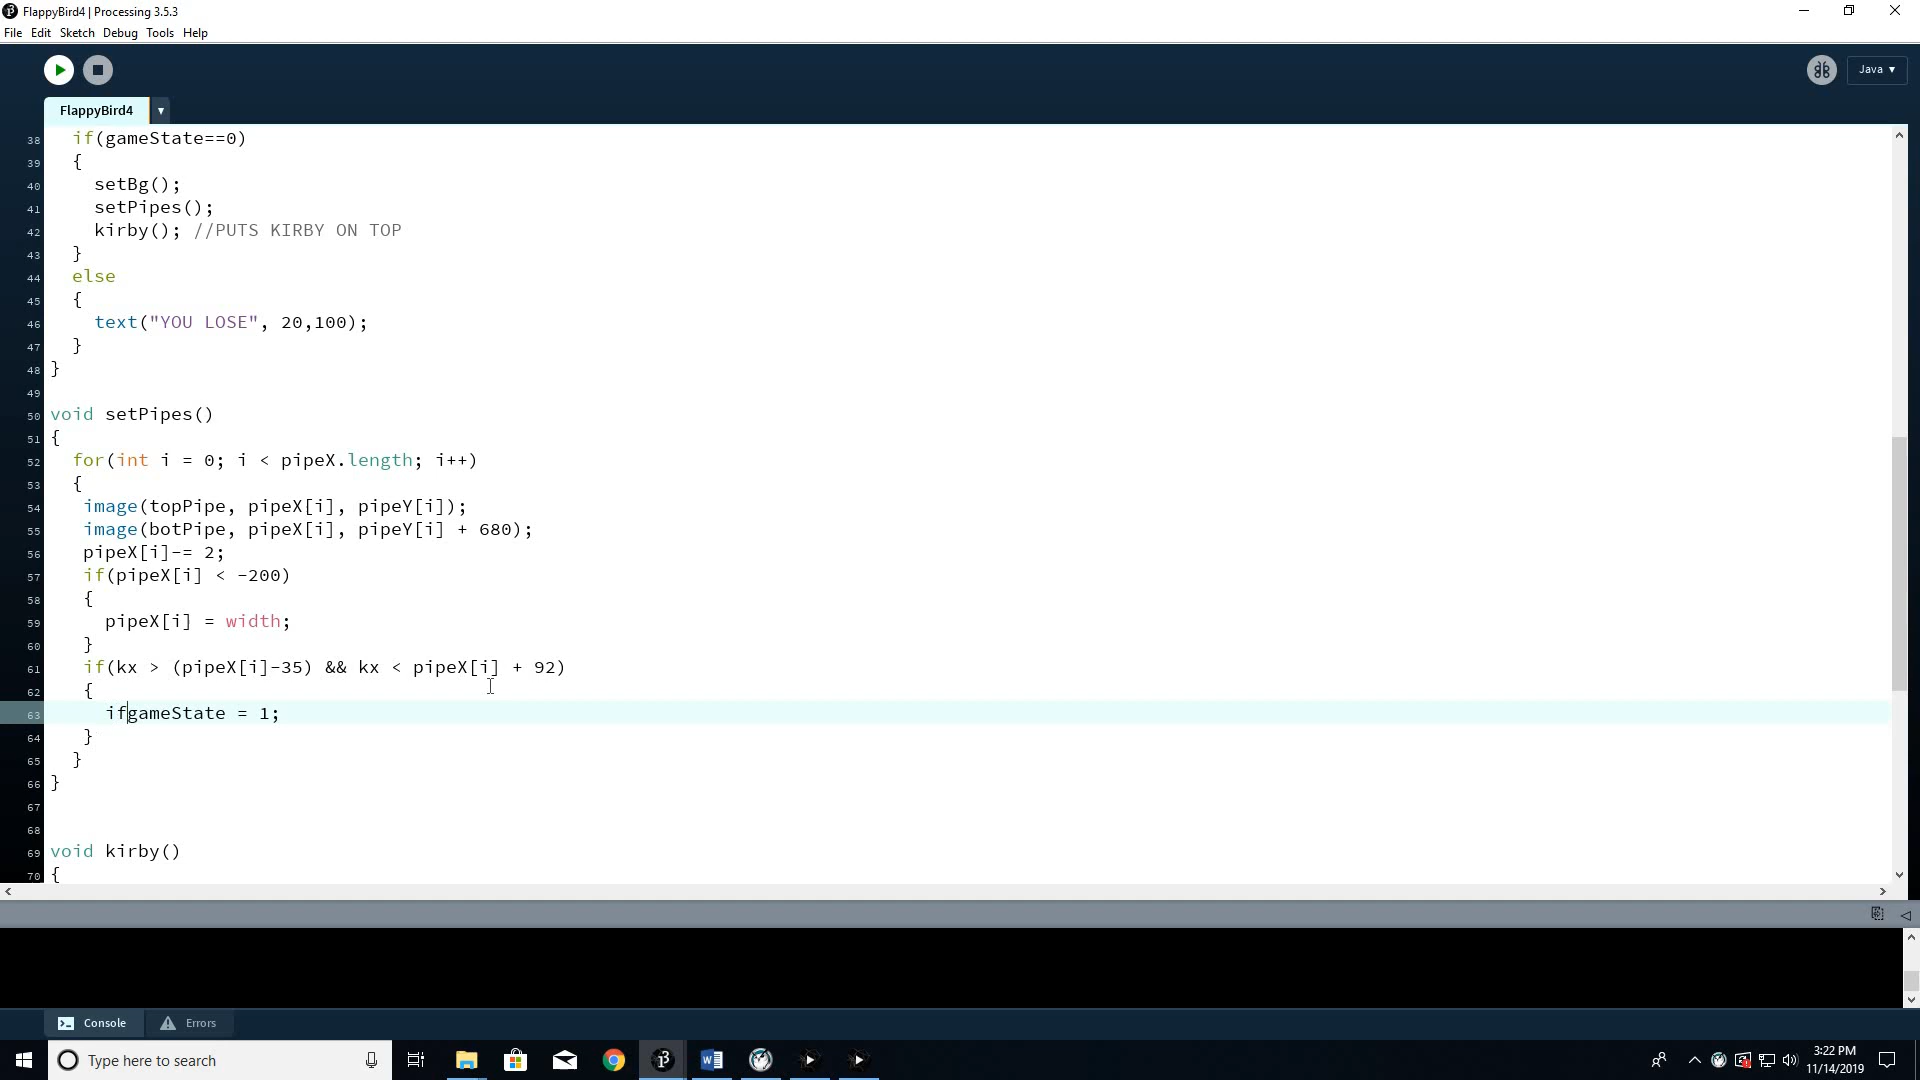 FlappyBird4 | Processing 3.5.3
File Edit Sketch Debug Tools Help
Java ▾
FlappyBird4 ▾
38 if(gameState==0)
39 {
40 setBg();
41 setPipes();
42 kirby(); //PUTS KIRBY ON TOP
43 }
44 else
45 {
46 text("YOU LOSE", 20,100);
47 }
48 }
49
50 void setPipes()
51 {
52 for(int i = 0; i < pipeX.length; i++)
53 {
54 image(topPipe, pipeX[i], pipeY[i]);
55 image(botPipe, pipeX[i], pipeY[i] + 680);
56 pipeX[i]-= 2;
57 if(pipeX[i] < -200)
58 {
59 pipeX[i] = width;
60 }
61 if(kx > (pipeX[i]-35) && kx < pipeX[i] + 92)
62 {
63 ifgameState = 1;
64 }
65 }
66 }
67
68
69 void kirby()
70 {
Console Errors
Type here to search
3:22 PM
11/14/2019